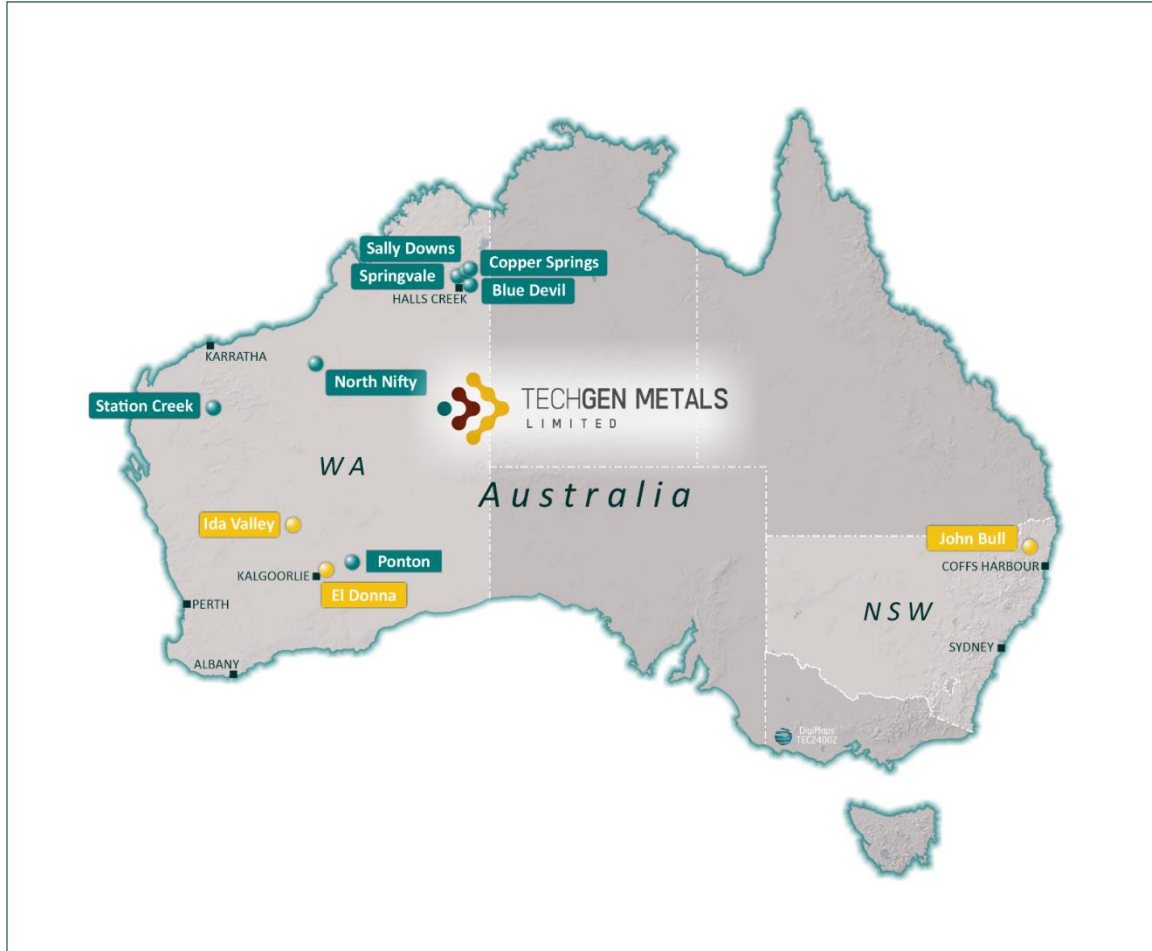 Sally Downs
Copper Springs
Springvale
Blue Devil
HALLS CREEK
KARRATHA
North Nifty
Station Creek
TECHGEN METALS
LIMITED
WA
Australia
Ida Valley
John Bull
Ponton
COFFS HARBOUR
KALGOORLIE
El Donna
PERTH
NSW
SYDNEY
ALBANY
DigiMaps
TEC24002